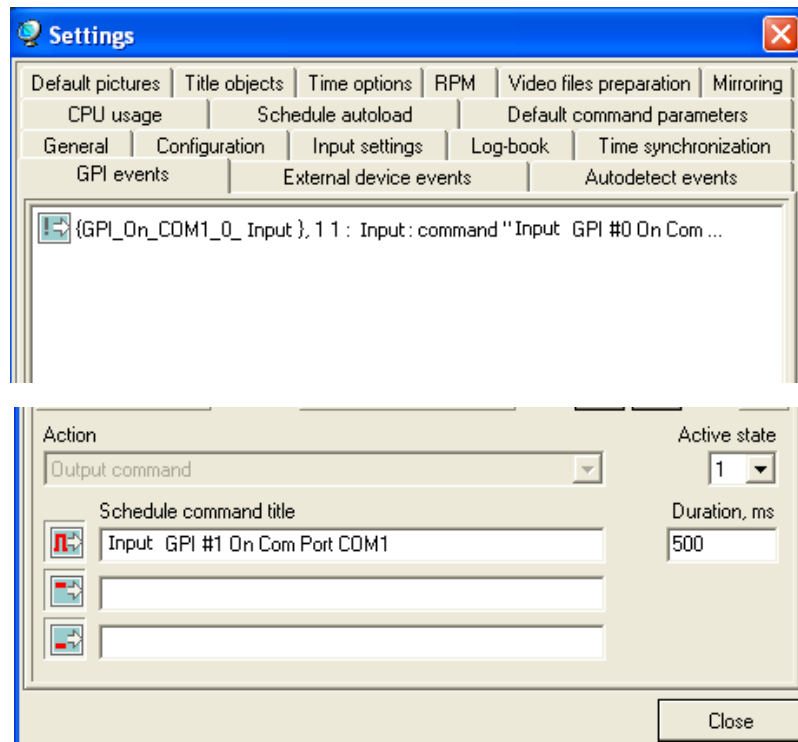 Settings
Default pictures Title objects Time options RPM Video files preparation Mirroring
CPU usage Schedule autoload Default command parameters
General Configuration Input settings Log-book Time synchronization
GPI events External device events Autodetect events
{GPI_On_COM1_0_ Input }, 1 1 : Input : command "Input GPI #0 On Com ...
Action Active state
Output command 1
Schedule command title Duration, ms
Input GPI #1 On Com Port COM1 500
Close